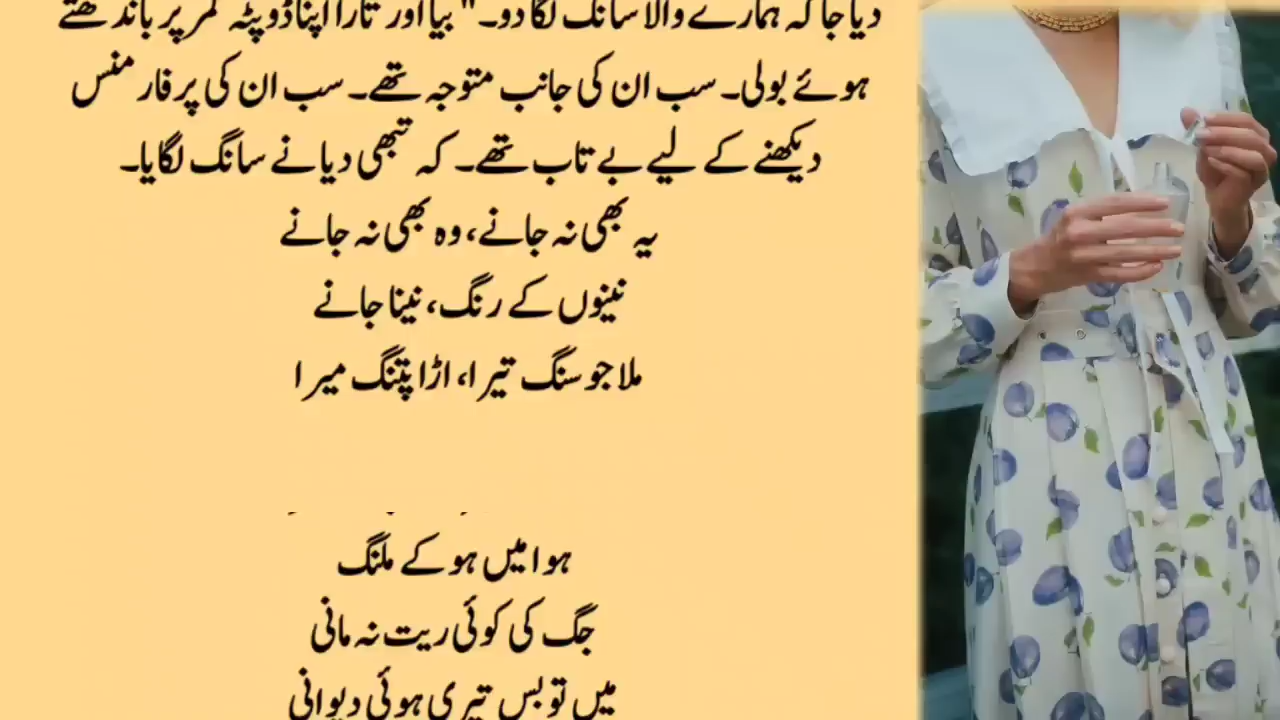 دیا جا کہ ہمارے والا سانگ لگا دو۔" بیا اور تارا اپنا ڈوپٹہ کمر پر باندھتے
ہوئے بولی۔ سب ان کی جانب متوجہ تھے۔ سب ان کی پرفارمنس
دیکھنے کے لیے بے تاب تھے۔ کہ تبھی دیا نے سانگ لگایا۔
یہ بھی نہ جانے، وہ بھی نہ جانے
نینوں کے رنگ، نینا جانے
ملا جو سنگ تیرا، اڑا پتنگ میرا
ہوا میں ہو کے ملنگ
جگ کی کوئی ریت نہ مانی
میں تو بس تیری ہوئی دیوانی